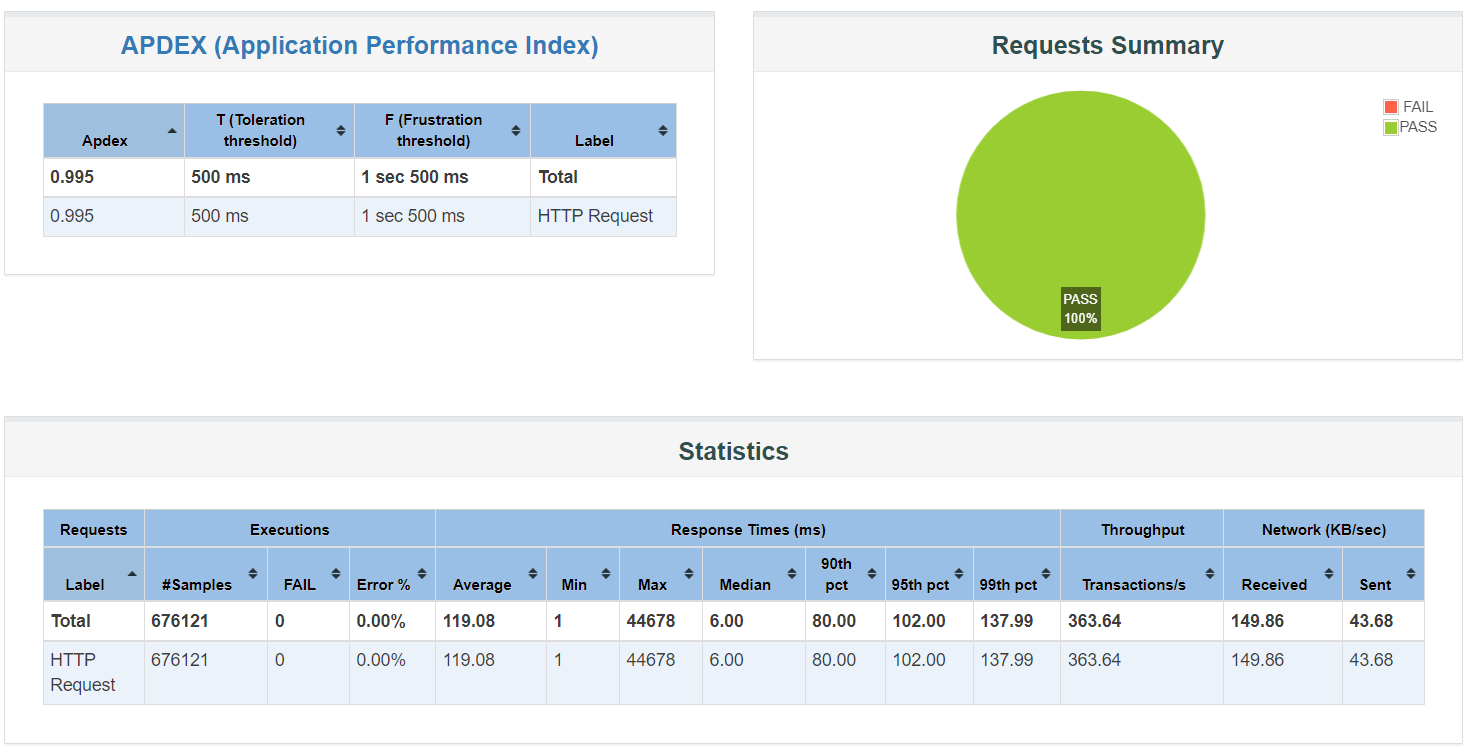 APDEX (Application Performance Index)
Apdex T (Toleration threshold) F (Frustration threshold) Label
0.995 500 ms 1 sec 500 ms Total
0.995 500 ms 1 sec 500 ms HTTP Request
Requests Summary
FAIL
PASS
PASS
100%
Statistics
Requests Executions Response Times (ms) Throughput Network (KB/sec)
Label #Samples FAIL Error % Average Min Max Median 90th pct 95th pct 99th pct Transactions/s Received Sent
Total 676121 0 0.00% 119.08 1 44678 6.00 80.00 102.00 137.99 363.64 149.86 43.68
HTTP Request 676121 0 0.00% 119.08 1 44678 6.00 80.00 102.00 137.99 363.64 149.86 43.68